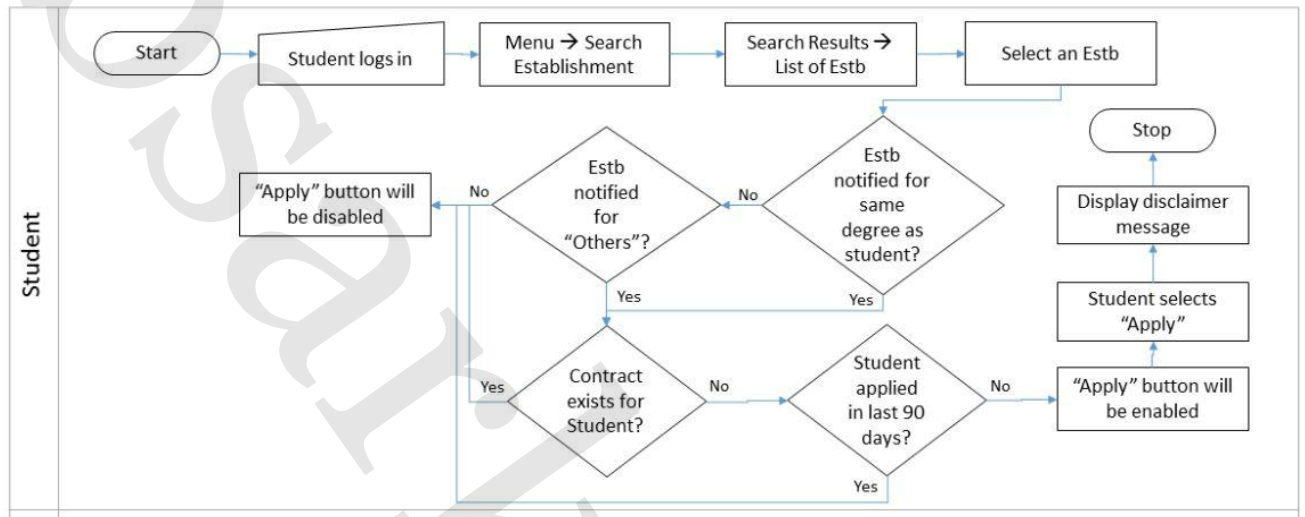 Student
Start
Student logs in
Menu → Search
Establishment
Search Results →
List of Estb
Select an Estb
Estb
notified for
same
degree as
student?
No
Yes
Estb
notified
for
“Others”?
No
Yes
“Apply” button will
be disabled
Contract
exists for
Student?
Yes
No
Student
applied
in last 90
days?
Yes
No
“Apply” button will
be enabled
Student selects
“Apply”
Display disclaimer
message
Stop